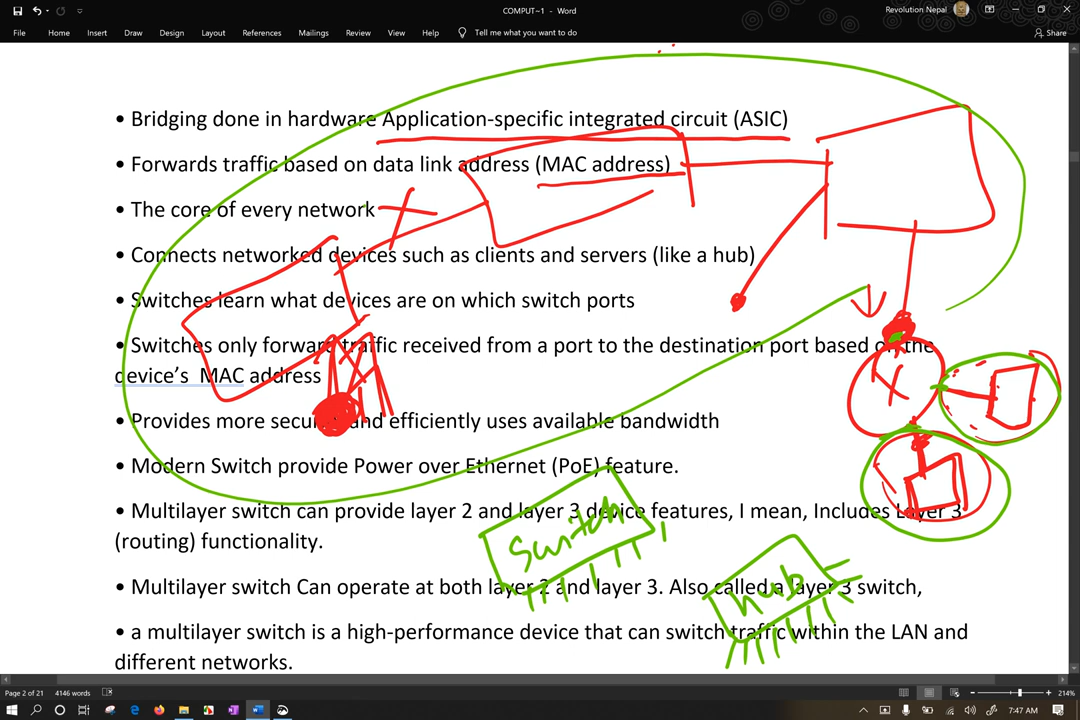 COMPUT~1 - Word
Revolution Nepal
File Home Insert Draw Design Layout References Mailings Review View Help Tell me what you want to do Share
• Bridging done in hardware Application-specific integrated circuit (ASIC)
• Forwards traffic based on data link address (MAC address)
• The core of every network
• Connects networked devices such as clients and servers (like a hub)
• Switches learn what devices are on which switch ports
• Switches only forward traffic received from a port to the destination port based on the
device’s MAC address
• Provides more security and efficiently uses available bandwidth
• Modern Switch provide Power over Ethernet (PoE) feature.
• Multilayer switch can provide layer 2 and layer 3 device features, I mean, Includes Layer 3
(routing) functionality.
Switch
• Multilayer switch Can operate at both layer 2 and layer 3. Also called a layer 3 switch,
hub
• a multilayer switch is a high-performance device that can switch traffic within the LAN and
different networks.
Page 2 of 21 4146 words 214%
7:47 AM